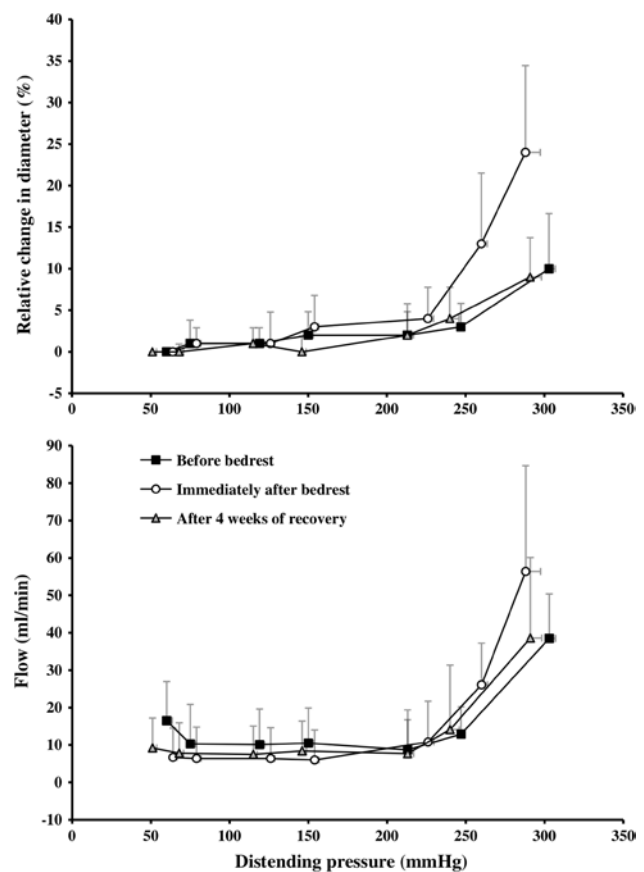 40
35
30
25
20
15
10
5
0
-5
Relative change in diameter (%)
0 50 100 150 200 250 300 350
90
80
70
60
50
40
30
20
10
0
-10
Flow (ml/min)
Before bedrest
Immediately after bedrest
After 4 weeks of recovery
0 50 100 150 200 250 300 350
Distending pressure (mmHg)